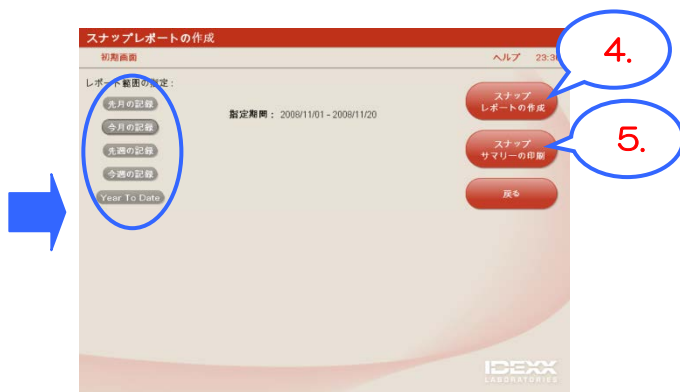 スナップレポートの作成
初期画面
ヘルプ 23:30
4.
レポート範囲の指定:
先月の記録
今月の記録
先週の記録
今週の記録
Year To Date
指定期間: 2008/11/01 - 2008/11/20
スナップ
レポートの作成
5.
スナップ
サマリーの印刷
戻る
IDEXX
LABORATORIES